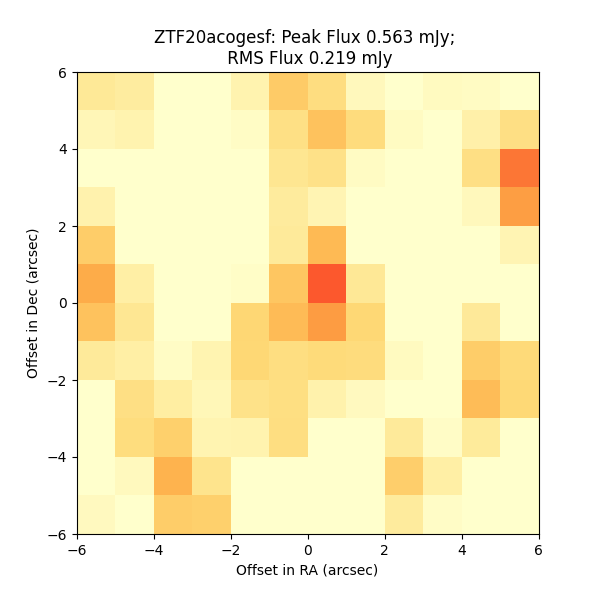 ZTF20acogesf: Peak Flux 0.563 mJy;
RMS Flux 0.219 mJy
6
4
2
0
−2
−4
−6
Offset in Dec (arcsec)
−6 −4 −2 0 2 4 6
Offset in RA (arcsec)